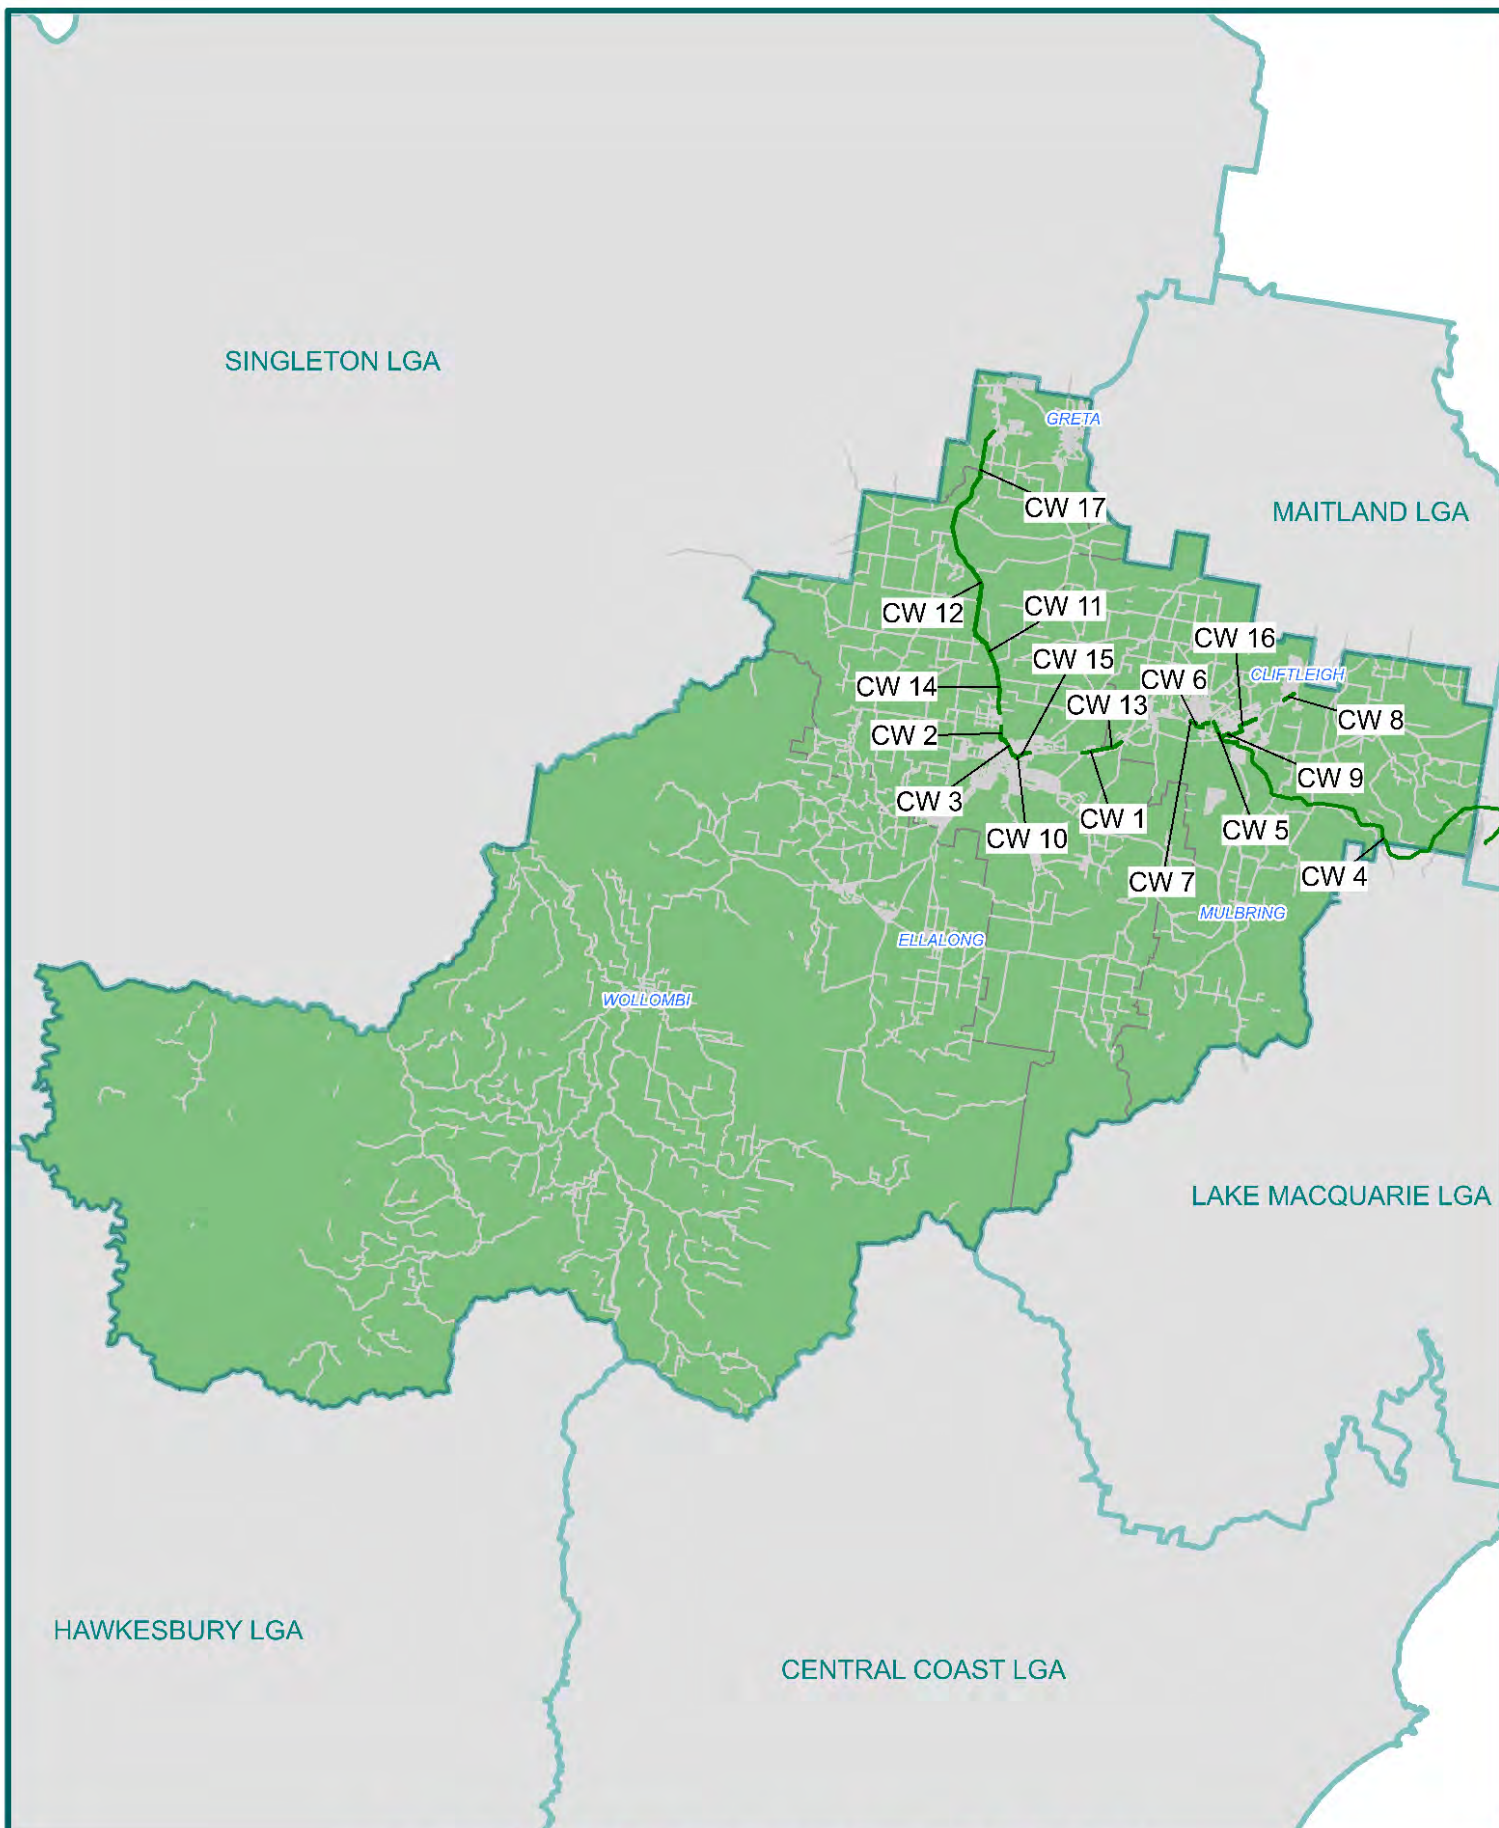 SINGLETON LGA
GRETA
CW 17
MAITLAND LGA
CW 12
CW 11
CW 16
CW 15
CLIFTLEIGH
CW 6
CW 14
CW 13
CW 8
CW 2
CW 9
CW 3
CW 1
CW 5
CW 10
CW 4
CW 7
MULBRING
ELLALONG
WOLLOMBI
LAKE MACQUARIE LGA
HAWKESBURY LGA
CENTRAL COAST LGA